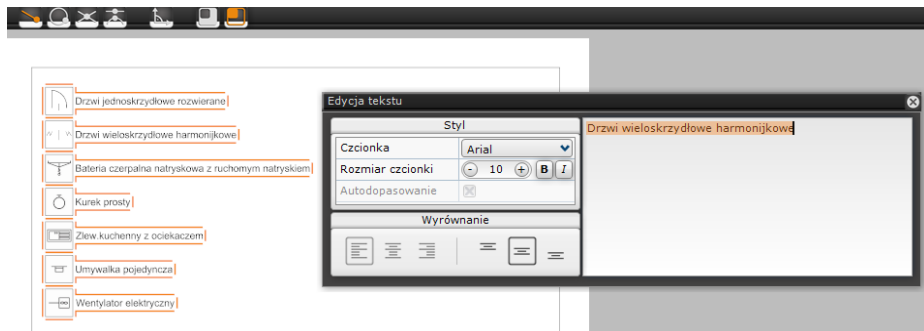 Drzwi jednoskrzydłowe rozwierane
Drzwi wieloskrzydłowe harmonijkowe
Bateria czerpalna natryskowa z ruchomym natryskiem
Kurek prosty
Zlew.kuchenny z ociekaczem
Umywalka pojedyncza
Wentylator elektryczny
Edycja tekstu
Styl
Czcionka
Arial
Rozmiar czcionki
- 10 + B I
Autodopasowanie
Wyrównanie
Drzwi wieloskrzydłowe harmonijkowe